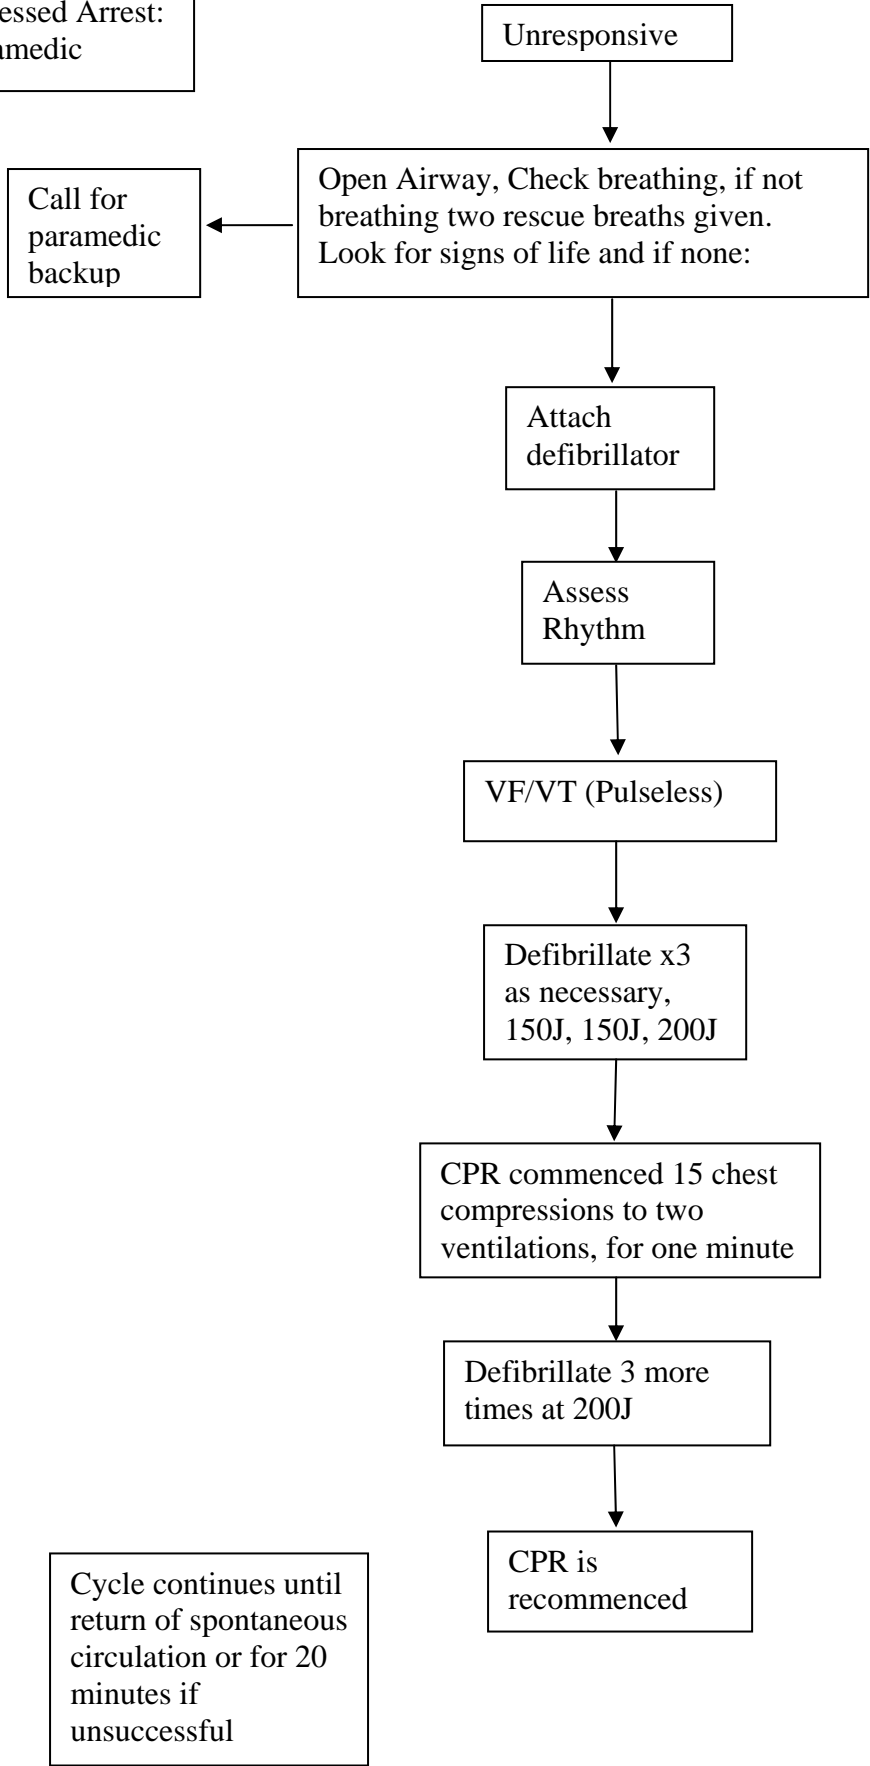 Arrest:
Unresponsive
Open Airway, Check breathing, if not
breathing two rescue breaths given.
Look for signs of life and if none:
Call for
paramedic
backup
Attach
defibrillator
Assess
Rhythm
VF/VT (Pulseless)
Defibrillate x3
as necessary,
150J, 150J, 200J
CPR commenced 15 chest
compressions to two
ventilations, for one minute
Defibrillate 3 more
times at 200J
CPR is
recommenced
Cycle continues until
return of spontaneous
circulation or for 20
minutes if
unsuccessful